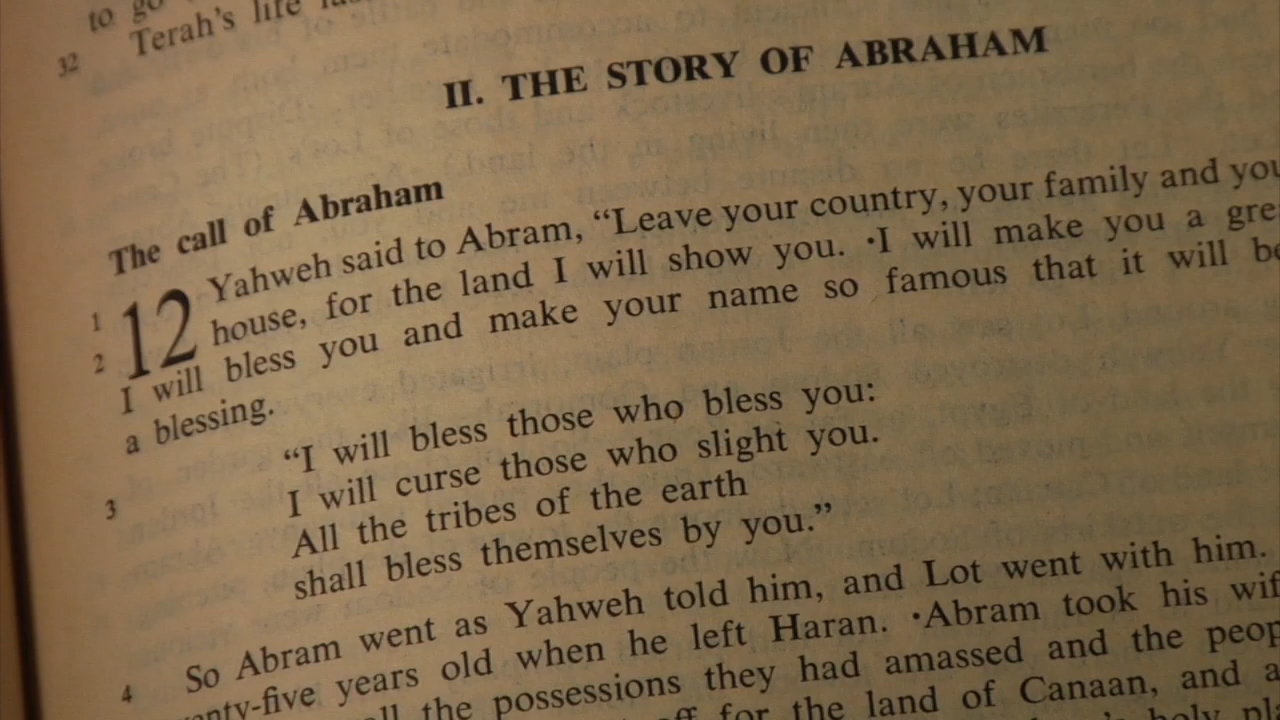 to go
32 Terah's life
II. THE STORY OF ABRAHAM
The call of Abraham
12 Yahweh said to Abram, “Leave your country, your family and
1 house, for the land I will show you. •I will make you a
2 I will bless you and make your name so famous that it will
a blessing.
“I will bless those who bless you:
3 I will curse those who slight you.
All the tribes of the earth
shall bless themselves by you.”
So Abram went as Yahweh told him, and Lot went with him.
4 years old when he left Haran. •Abram took his
the possessions they had amassed and the
for the land of Canaan, and
holy